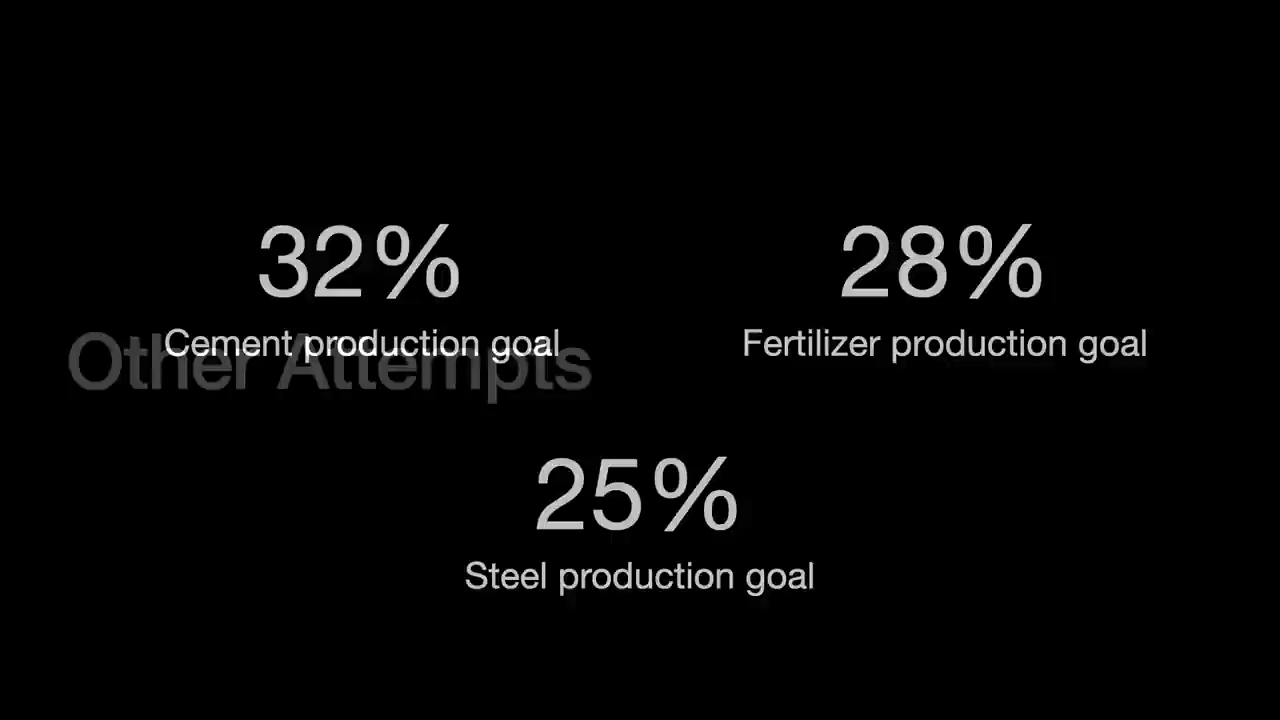 32%
Cement production goal
28%
Fertilizer production goal
Other Attempts
25%
Steel production goal